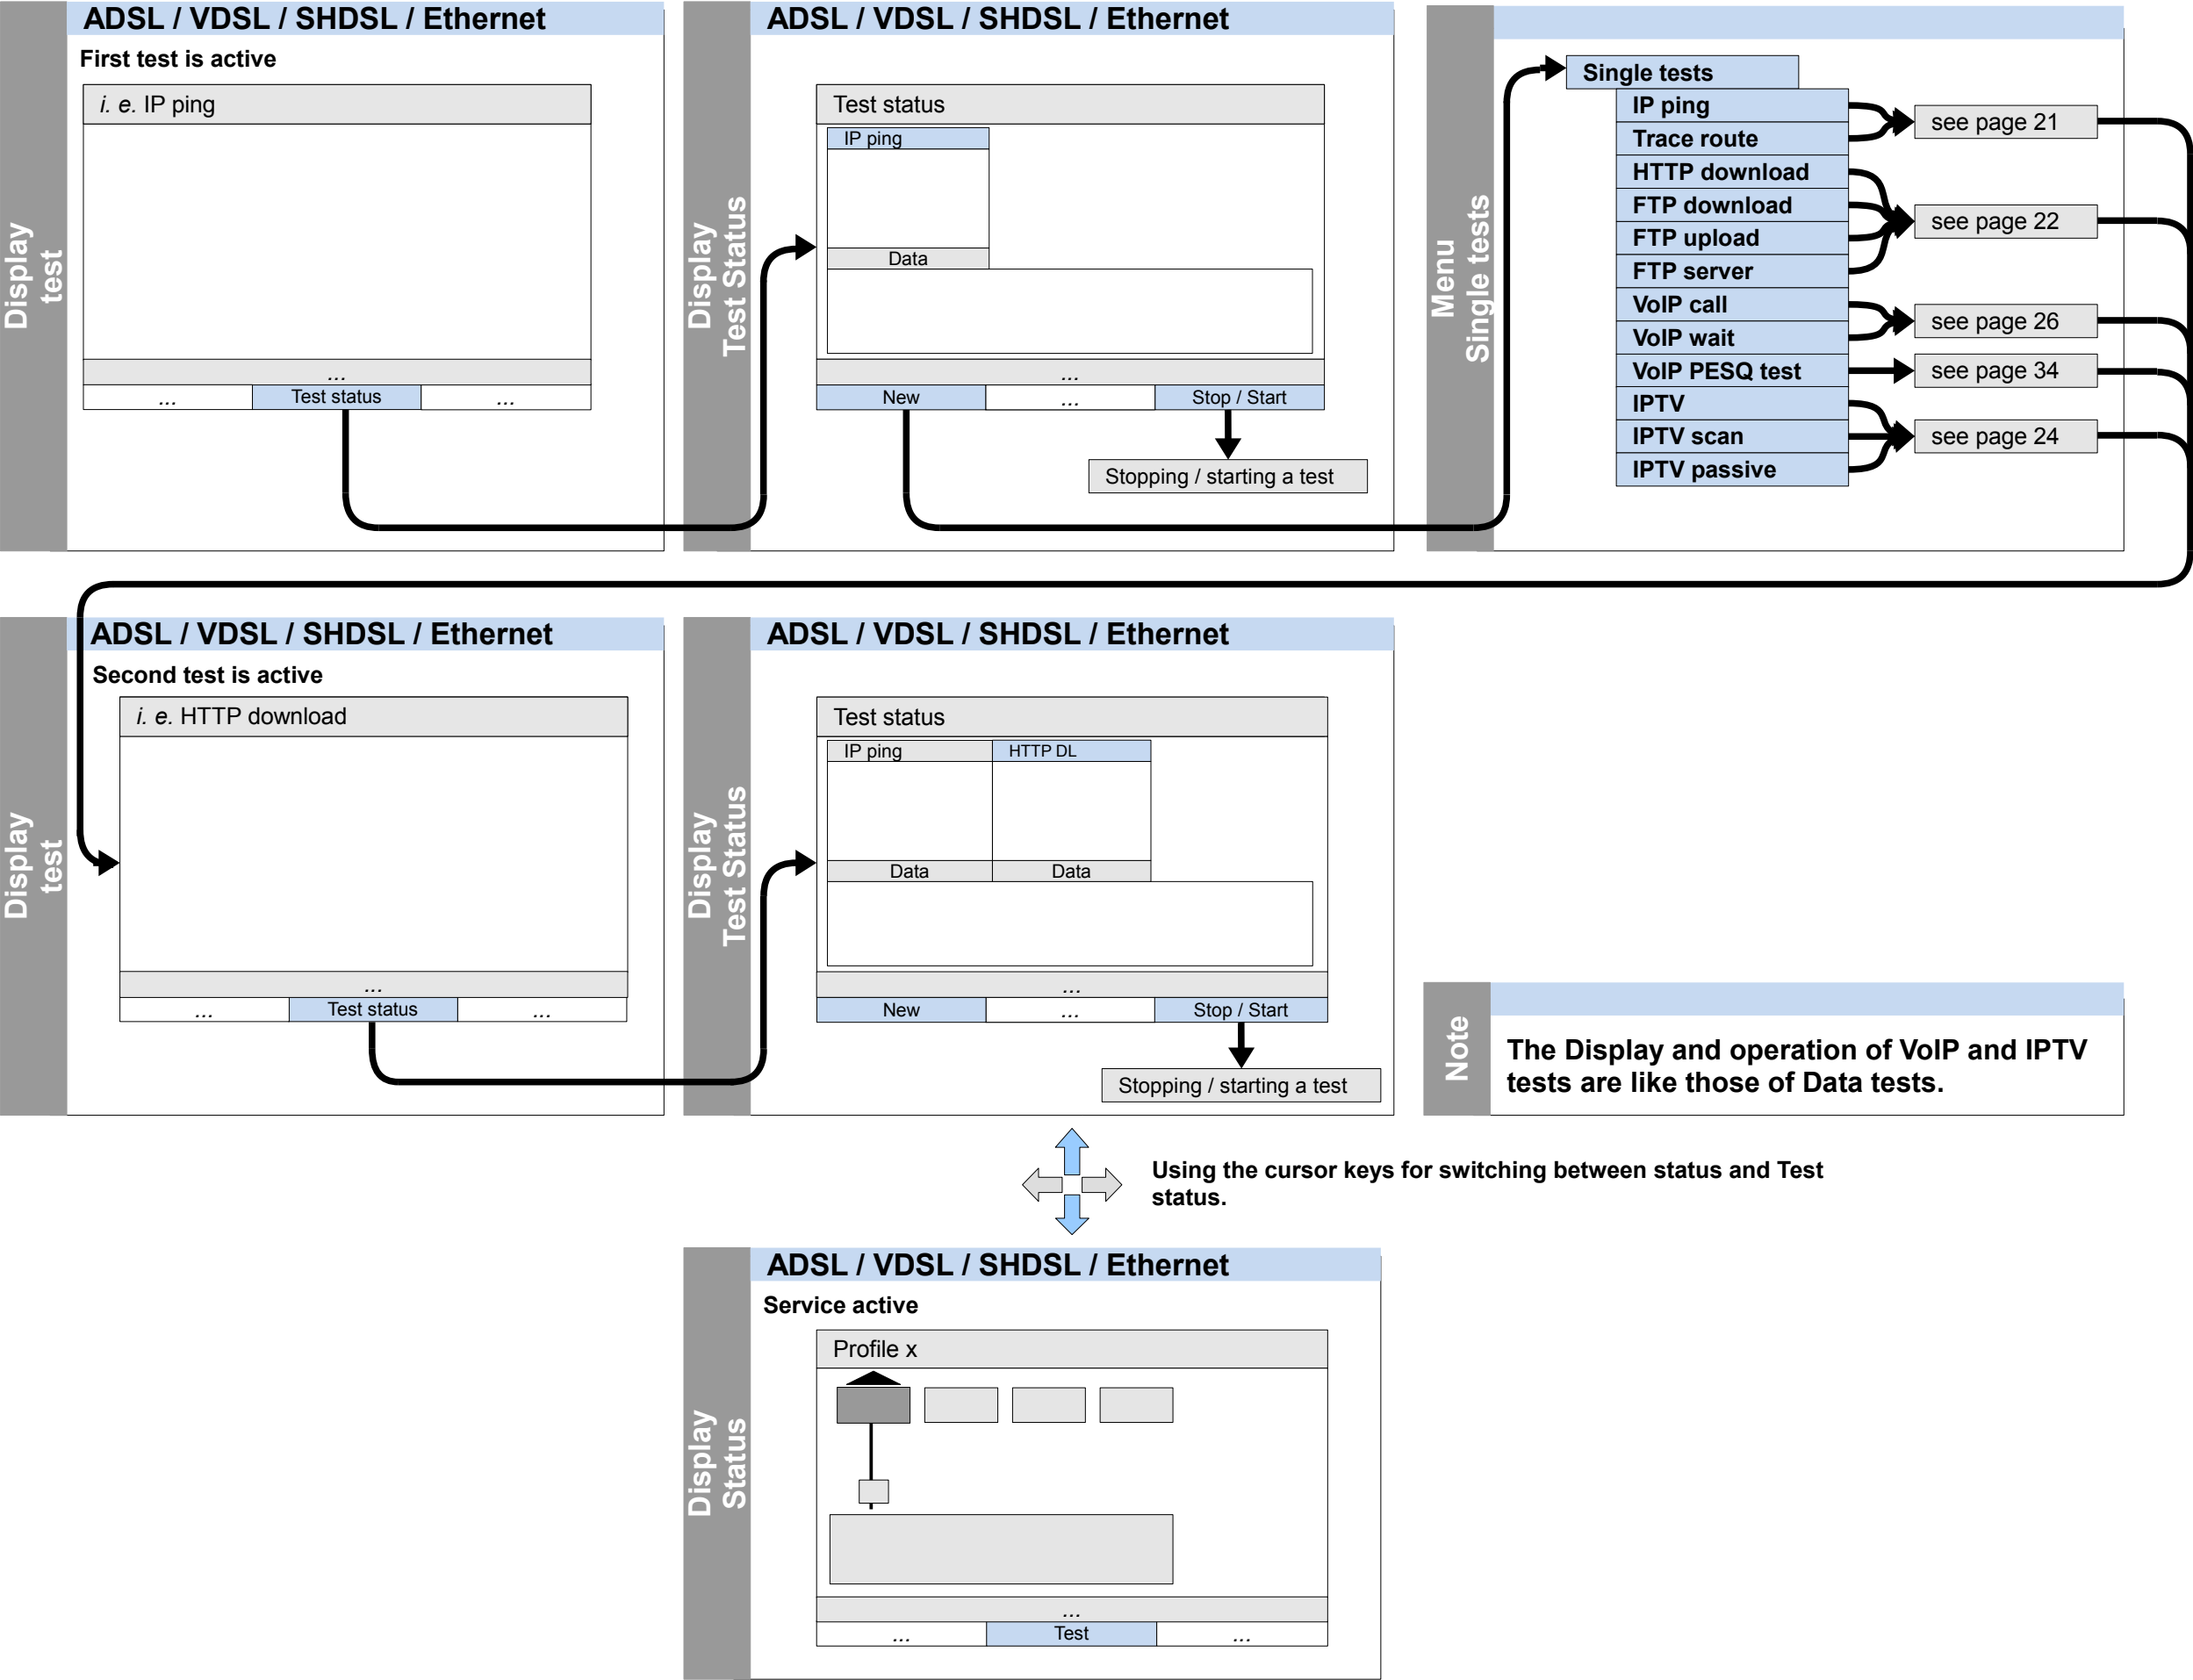 ADSL / VDSL / SHDSL / Ethernet
Display
test
First test is active
i. e. IP ping
...
...
Test status
...
ADSL / VDSL / SHDSL / Ethernet
Display
Test Status
Test status
IP ping
Data
...
New
...
Stop / Start
Stopping / starting a test
Menu
Single tests
Single tests
IP ping
Trace route
HTTP download
FTP download
FTP upload
FTP server
VoIP call
VoIP wait
VoIP PESQ test
IPTV
IPTV scan
IPTV passive
see page 21
see page 22
see page 26
see page 34
see page 24
ADSL / VDSL / SHDSL / Ethernet
Display
test
Second test is active
i. e. HTTP download
...
...
Test status
...
ADSL / VDSL / SHDSL / Ethernet
Display
Test Status
Test status
IP ping
HTTP DL
Data
Data
...
New
...
Stop / Start
Stopping / starting a test
Note
The Display and operation of VoIP and IPTV
tests are like those of Data tests.
Using the cursor keys for switching between status and Test
status.
ADSL / VDSL / SHDSL / Ethernet
Display
Status
Service active
Profile x
...
...
Test
...